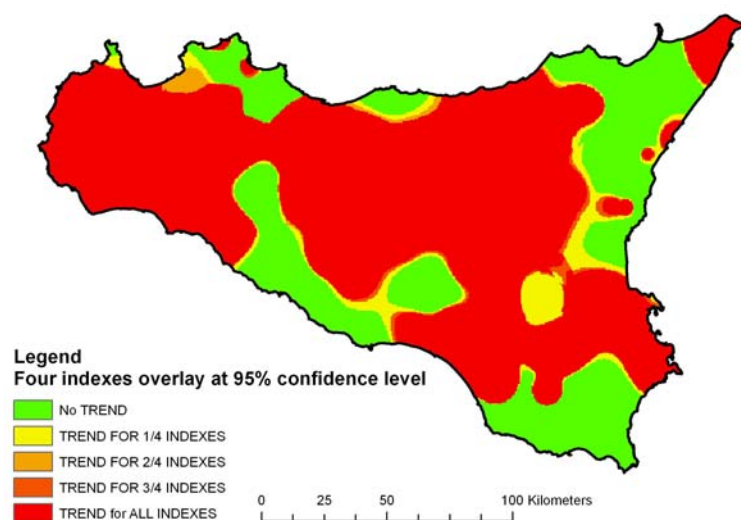 Legend
Four indexes overlay at 95% confidence level
No TREND
TREND FOR 1/4 INDEXES
TREND FOR 2/4 INDEXES
TREND FOR 3/4 INDEXES
TREND for ALL INDEXES
0 25 50 100 Kilometers